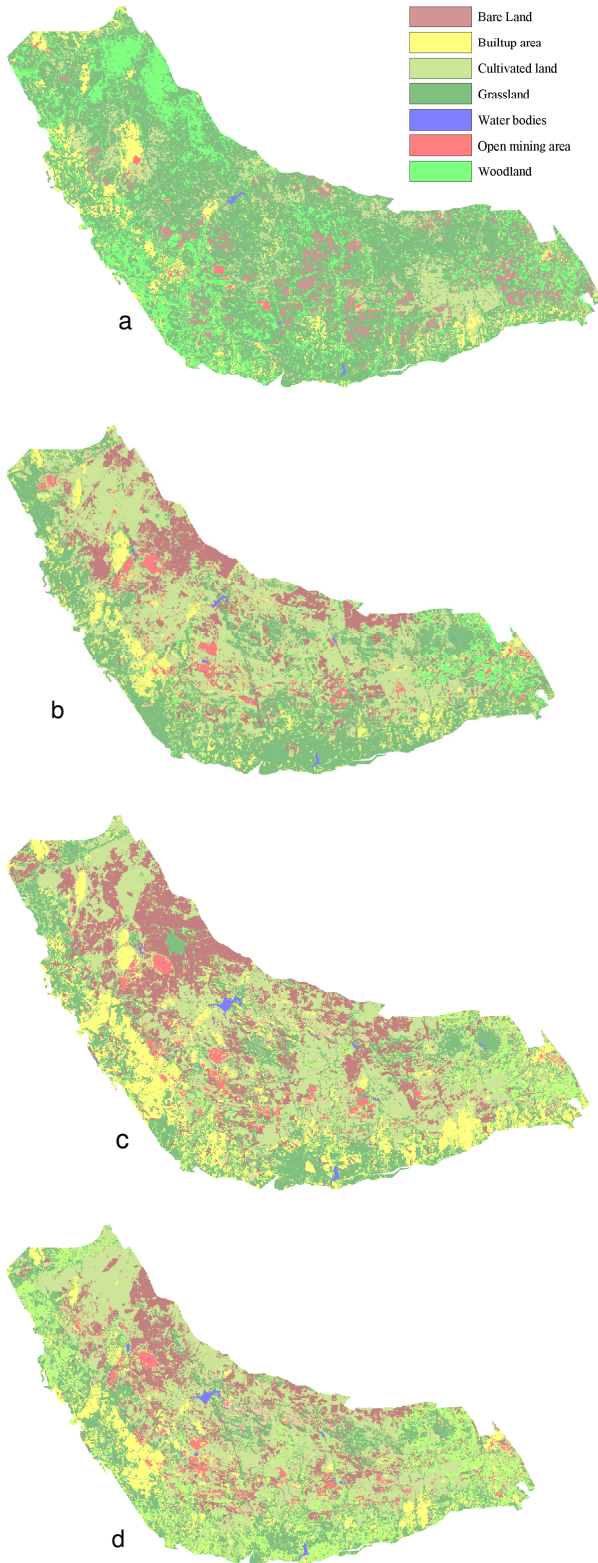 Bare Land
Builtup area
Cultivated land
Grassland
Water bodies
Open mining area
Woodland
a
b
c
d